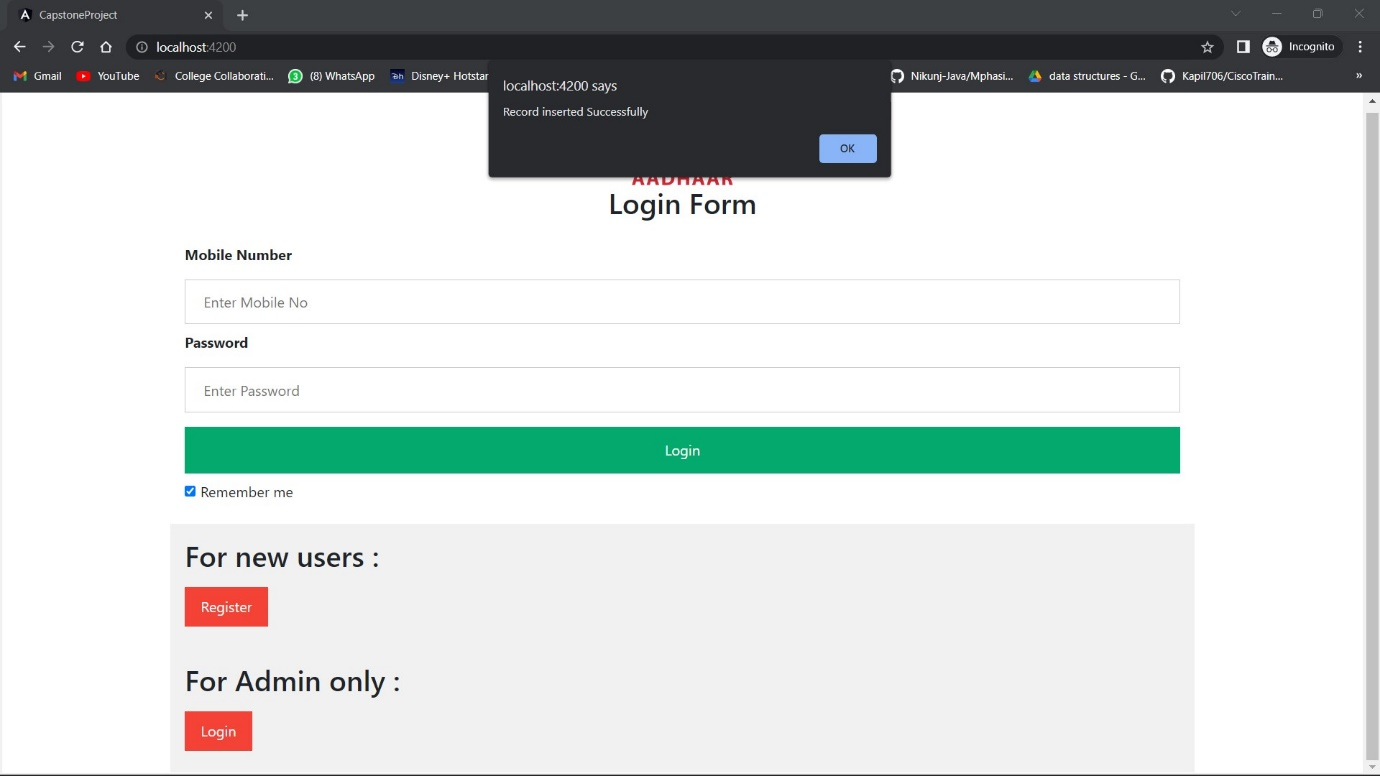 CapstoneProject
localhost:4200
Incognito
Gmail
YouTube
College Collaborati...
(8) WhatsApp
Disney+ Hotstar
Nikunj-Java/Mphasi...
data structures - G...
Kapil706/CiscoTrain...
»
localhost:4200 says
Record inserted Successfully
OK
AADHAAR
Login Form
Mobile Number
Enter Mobile No
Password
Enter Password
Login
Remember me
For new users :
Register
For Admin only :
Login